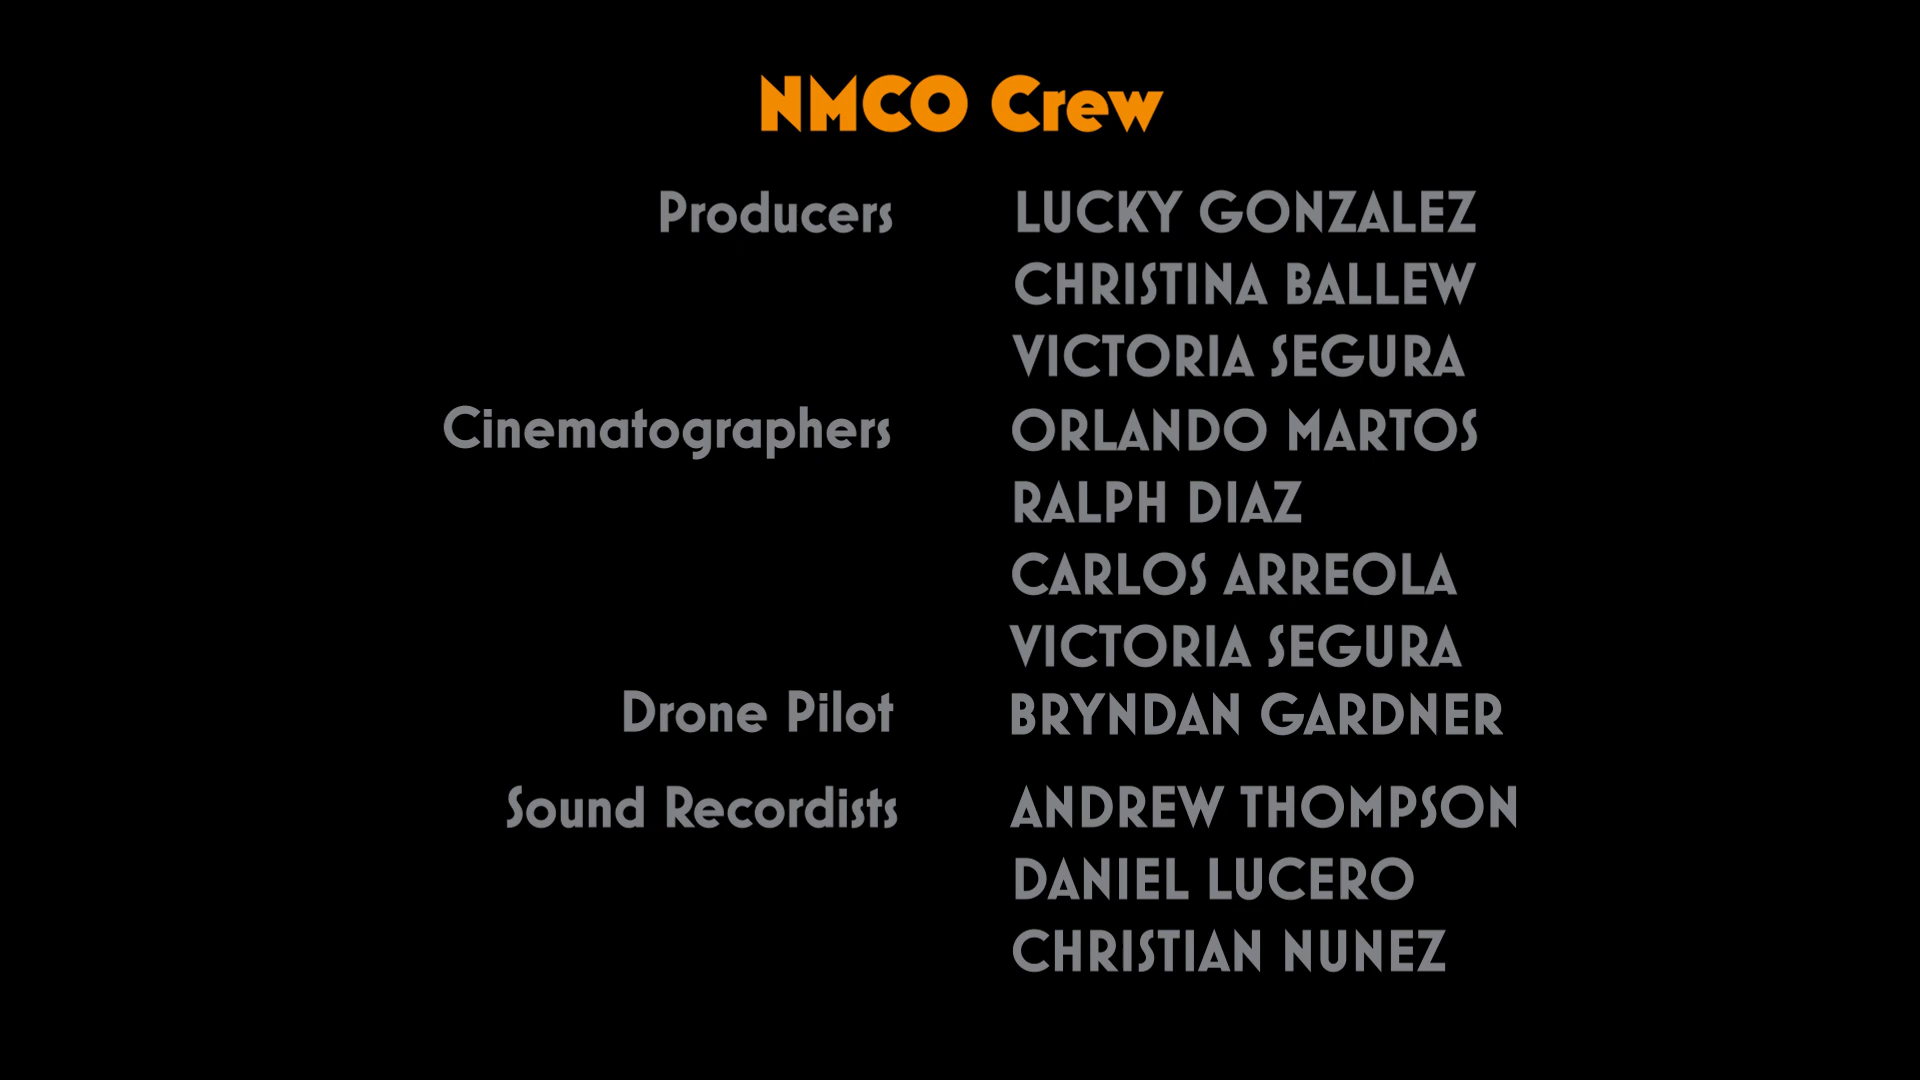 NMCO Crew
Producers LUCKY GONZALEZ
CHRISTINA BALLEW
VICTORIA SEGURA
Cinematographers ORLANDO MARTOS
RALPH DIAZ
CARLOS ARREOLA
VICTORIA SEGURA
Drone Pilot BRYNDAN GARDNER
Sound Recordists ANDREW THOMPSON
DANIEL LUCERO
CHRISTIAN NUNEZ